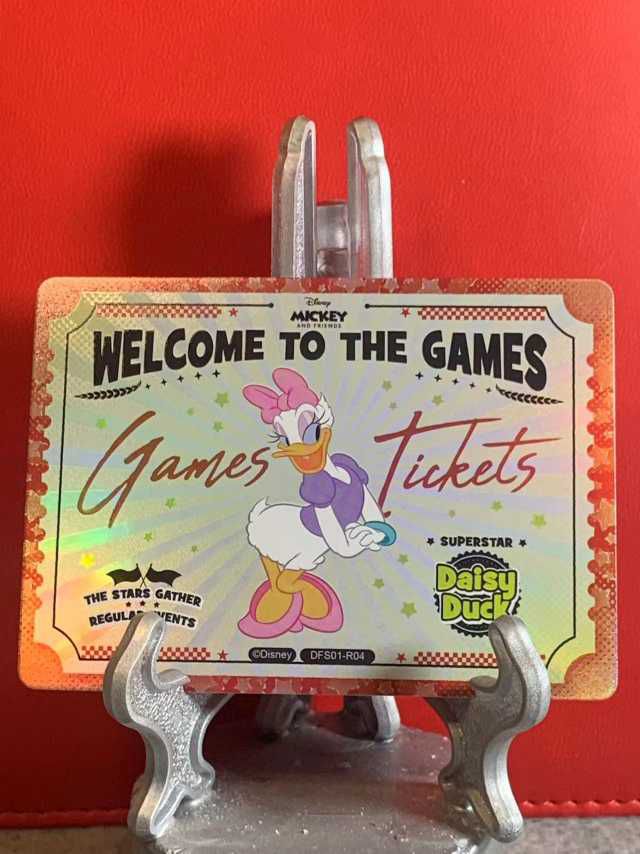 Disney
MICKEY
AND FRIENDS
WELCOME TO THE GAMES
Games Tickets
SUPERSTAR
Daisy
Duck
THE STARS GATHER
©Disney DFS01-R04